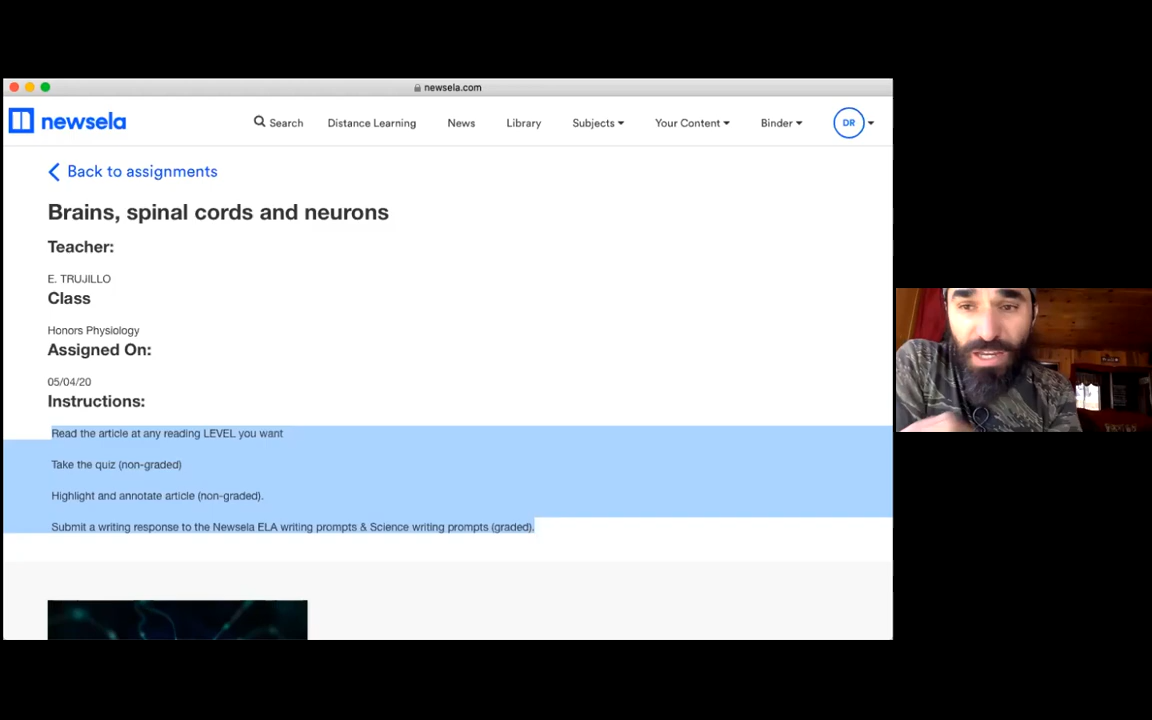 newsela.com
newsela
Search
Distance Learning
News
Library
Subjects
Your Content
Binder
DR
Back to assignments
Brains, spinal cords and neurons
Teacher:
E. TRUJILLO
Class
Honors Physiology
Assigned On:
05/04/20
Instructions:
Read the article at any reading LEVEL you want
Take the quiz (non-graded)
Highlight and annotate article (non-graded).
Submit a writing response to the Newsela ELA writing prompts & Science writing prompts (graded).